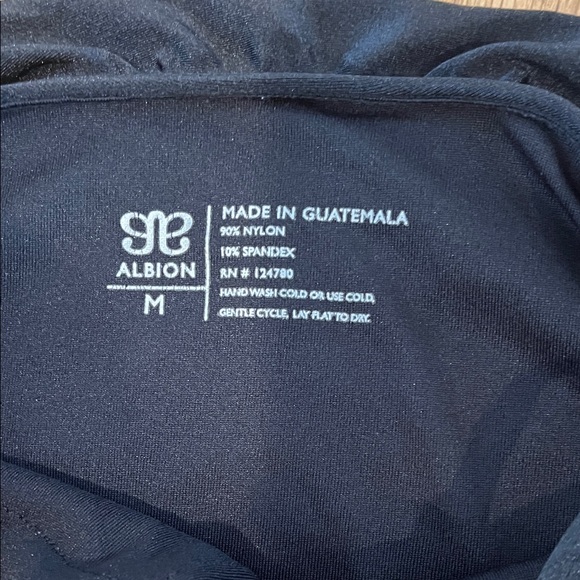 ALBION
M
MADE IN GUATEMALA
90% NYLON
10% SPANDEX
RN # 124780
HAND WASH COLD OR USE COLD,
GENTLE CYCLE, LAY FLAT TO DRY.